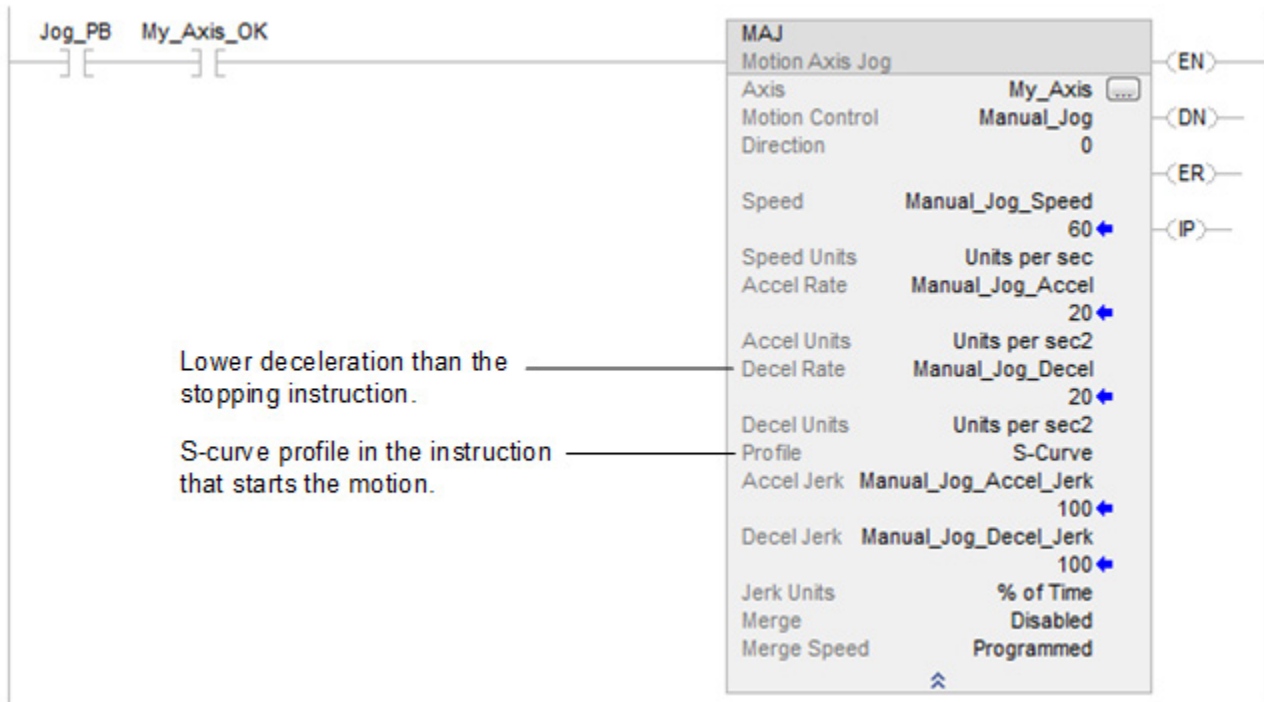 Jog_PB My_Axis_OK
MAJ
Motion Axis Jog
Axis My_Axis ...
Motion Control Manual_Jog
Direction 0
Speed Manual_Jog_Speed
60
Speed Units Units per sec
Accel Rate Manual_Jog_Accel
20
Accel Units Units per sec2
Decel Rate Manual_Jog_Decel
20
Decel Units Units per sec2
Profile S-Curve
Accel Jerk Manual_Jog_Accel_Jerk
100
Decel Jerk Manual_Jog_Decel_Jerk
100
Jerk Units % of Time
Merge Disabled
Merge Speed Programmed
EN
DN
ER
IP
Lower deceleration than the
stopping instruction.
S-curve profile in the instruction
that starts the motion.